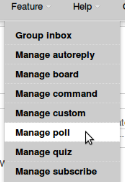 Feature Help
Group inbox
Manage autoreply
Manage board
Manage command
Manage custom
Manage poll
Manage quiz
Manage subscribe